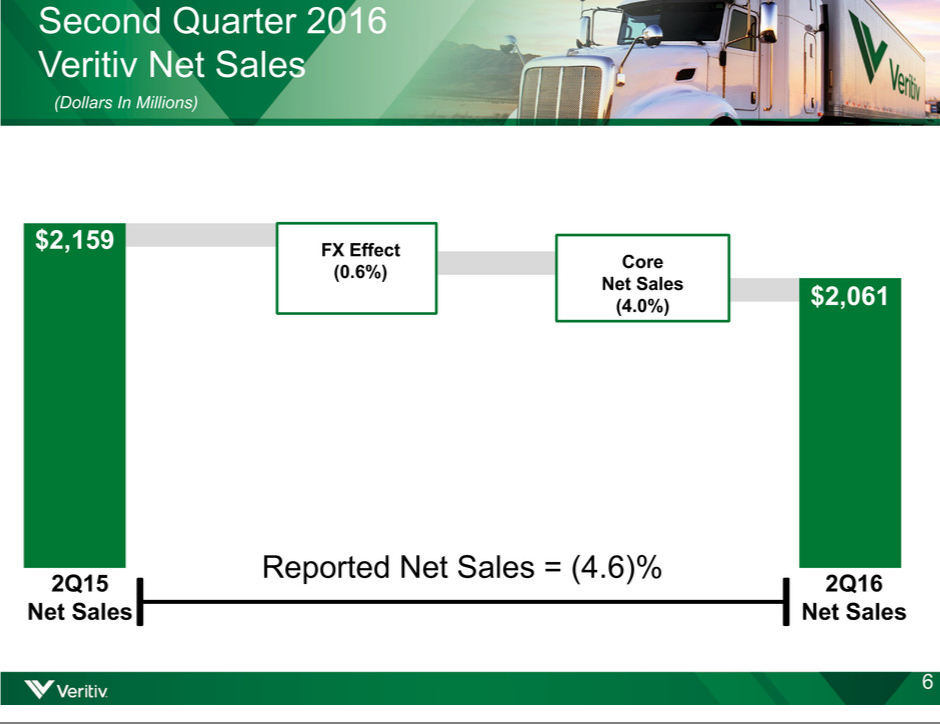 Second Quarter 2016
Veritiv Net Sales
(Dollars In Millions)
Veritiv
$2,159
FX Effect
(0.6%)
Core
Net Sales
(4.0%)
$2,061
Reported Net Sales = (4.6)%
2Q15
Net Sales
2Q16
Net Sales
Veritiv
6